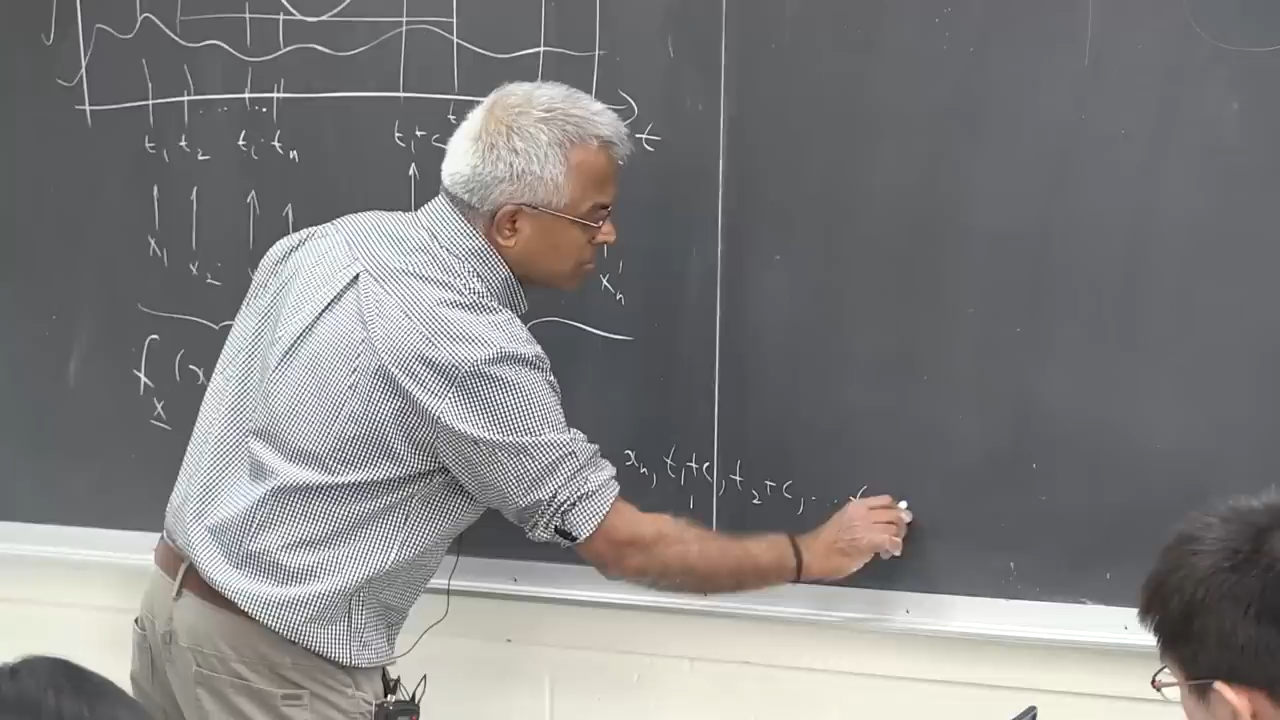 t₁ t₂ .... tᵢ . tₙ t₁+c t
x₁ x₂ xₙ'
f (x
x
xₙ, t₁+c, t₂+c, ...